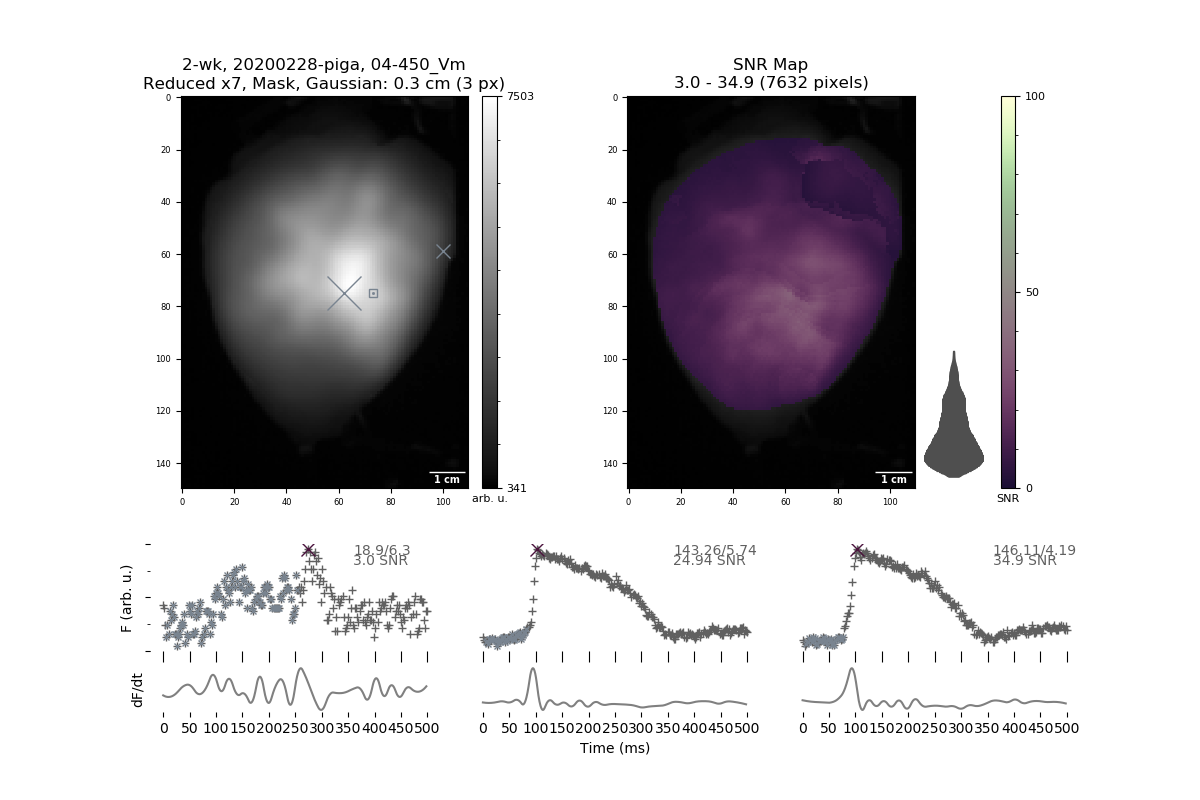 2-wk, 20200228-piga, 04-450_Vm
Reduced x7, Mask, Gaussian: 0.3 cm (3 px)
SNR Map
3.0 - 34.9 (7632 pixels)
0
20
40
60
80
100
120
140
0 20 40 60 80 100
1 cm
7503
341
arb. u.
0
20
40
60
80
100
120
140
0 20 40 60 80 100
1 cm
100
50
0
SNR
F (arb. u.)
18.9/6.3
3.0 SNR
143.26/5.74
24.94 SNR
146.11/4.19
34.9 SNR
dF/dt
0 50 100 150 200 250 300 350 400 450 500
0 50 100 150 200 250 300 350 400 450 500
0 50 100 150 200 250 300 350 400 450 500
Time (ms)